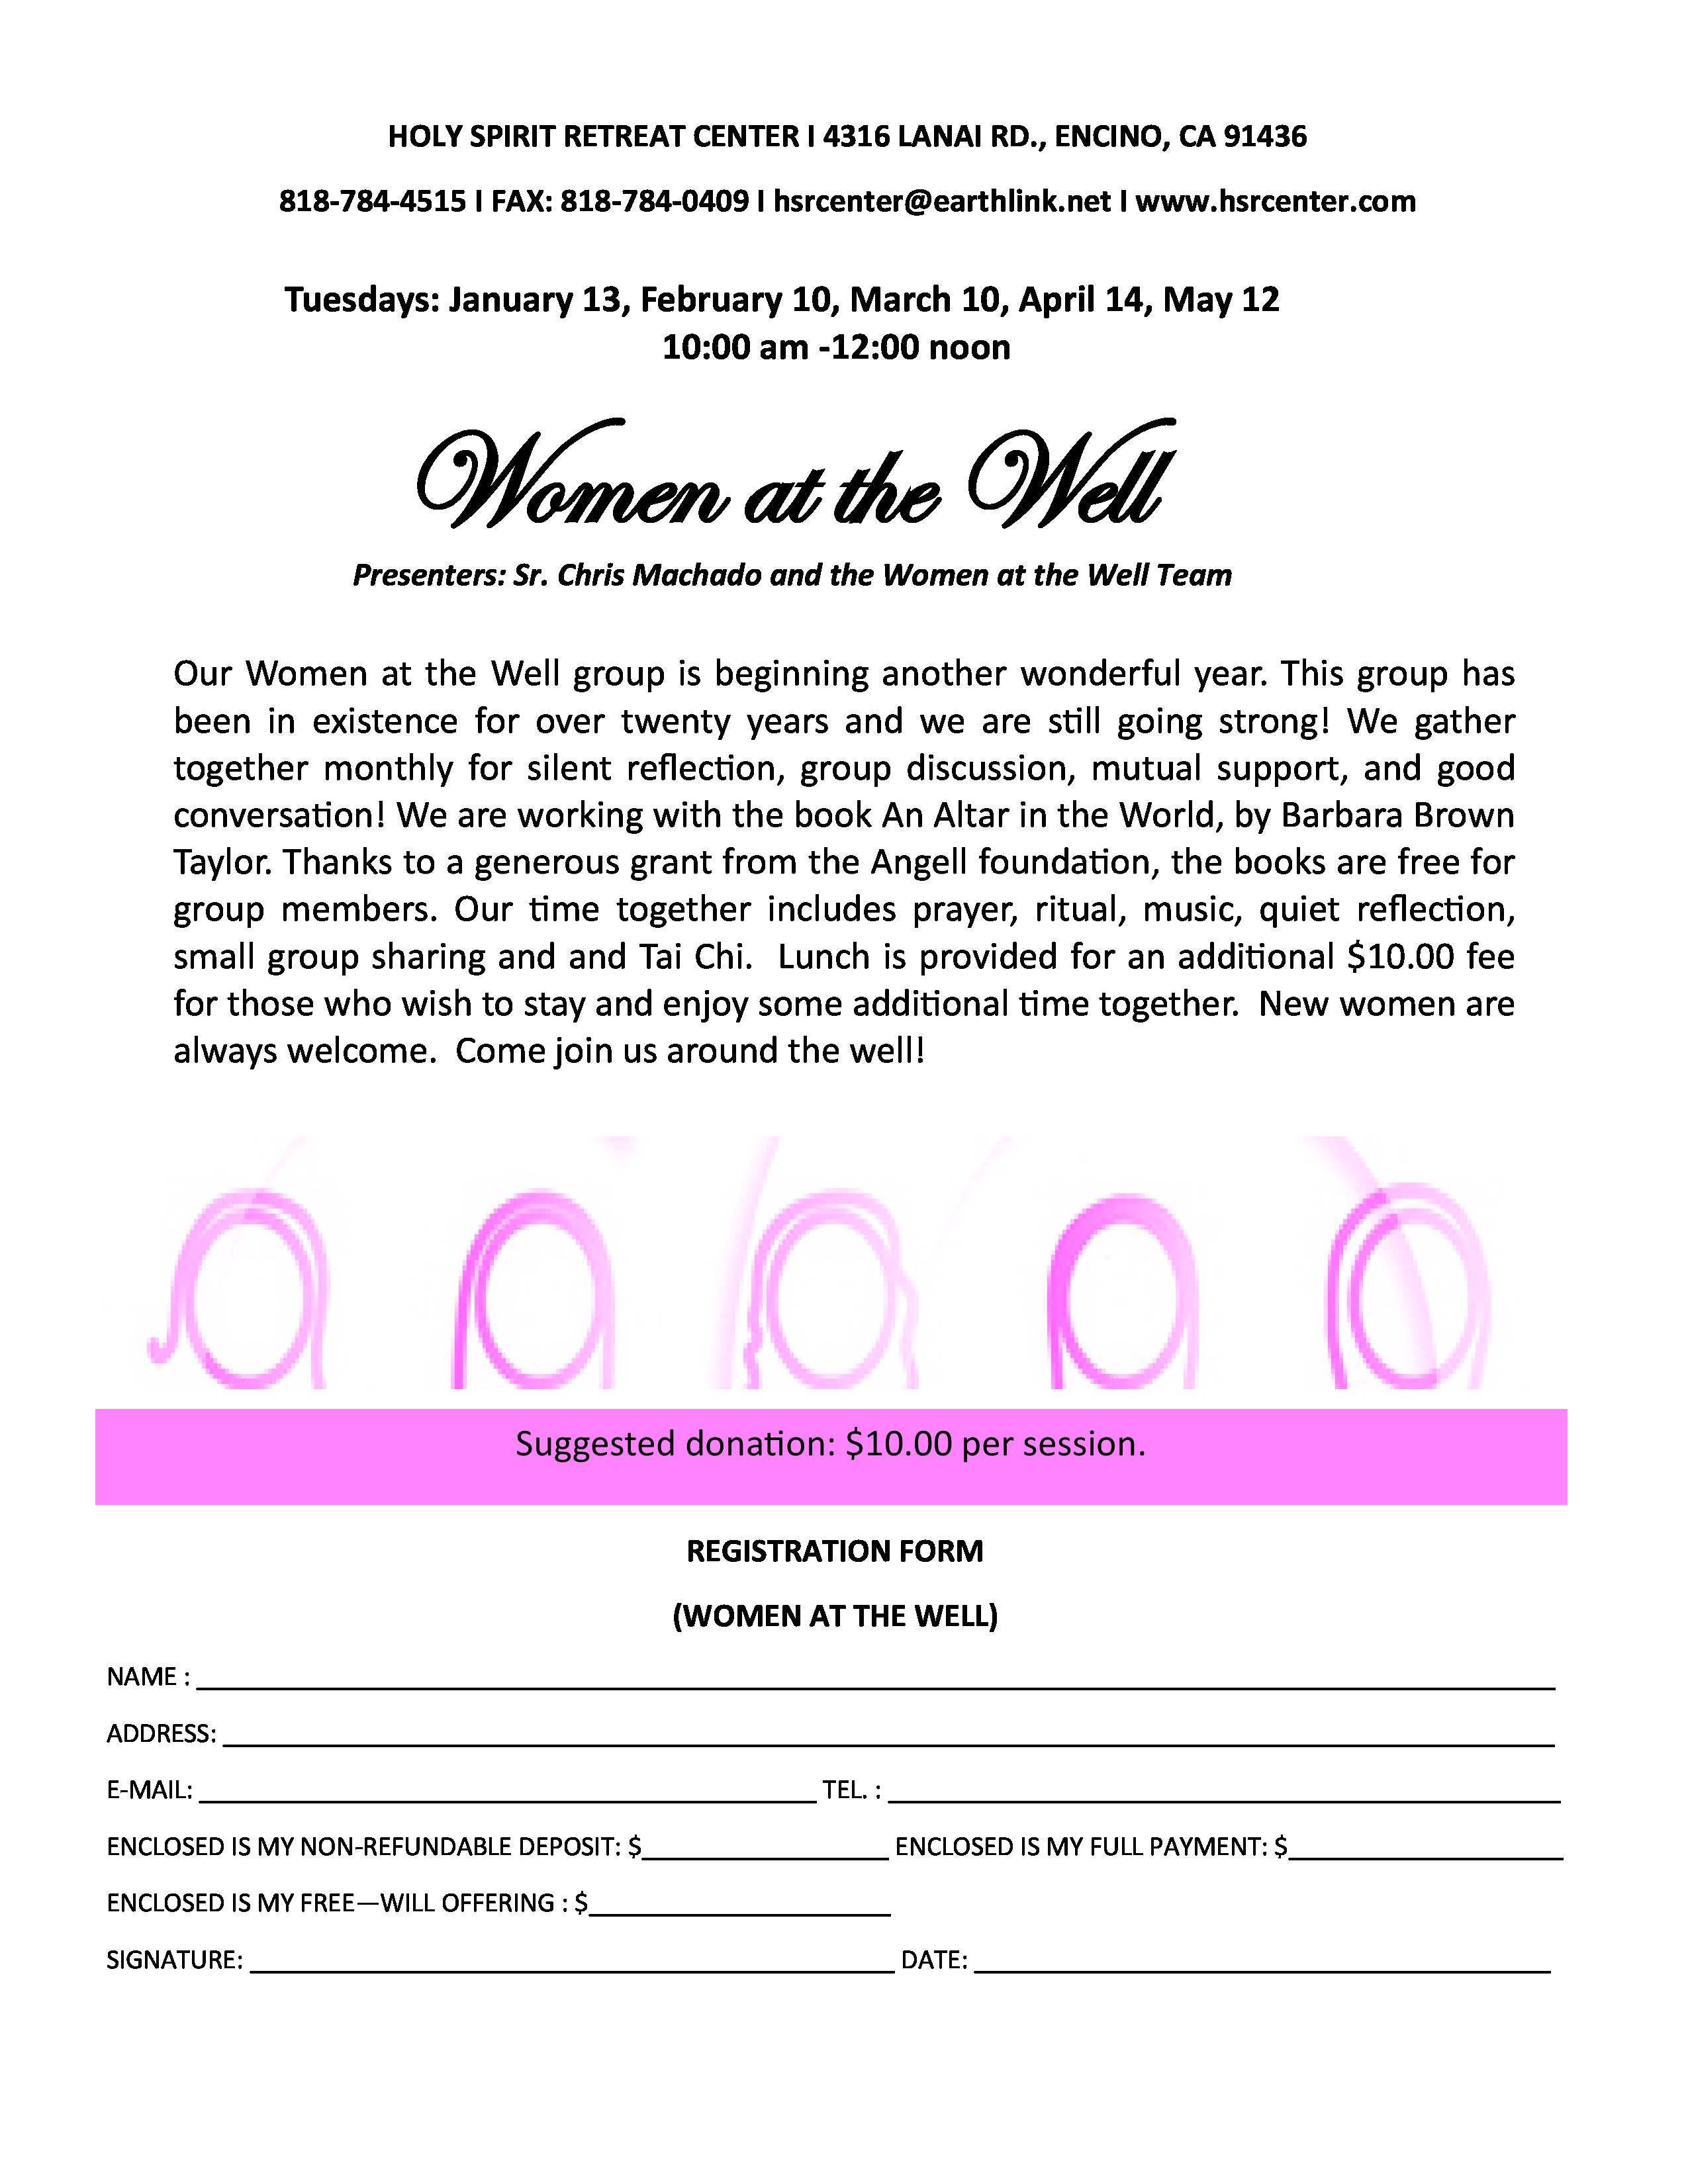 HOLY SPIRIT RETREAT CENTER I 4316 LANAI RD., ENCINO, CA 91436
818-784-4515 I FAX: 818-784-0409 I hsrcenter@earthlink.net I www.hsrcenter.com
Tuesdays: January 13, February 10, March 10, April 14, May 12
10:00 am -12:00 noon
Women at the Well
Presenters: Sr. Chris Machado and the Women at the Well Team
Our Women at the Well group is beginning another wonderful year. This group has
been in existence for over twenty years and we are still going strong! We gather
together monthly for silent reflection, group discussion, mutual support, and good
conversation! We are working with the book An Altar in the World, by Barbara Brown
Taylor. Thanks to a generous grant from the Angell foundation, the books are free for
group members. Our time together includes prayer, ritual, music, quiet reflection,
small group sharing and and Tai Chi.  Lunch is provided for an additional $10.00 fee
for those who wish to stay and enjoy some additional time together.  New women are
always welcome.  Come join us around the well!
Suggested donation: $10.00 per session.
REGISTRATION FORM
(WOMEN AT THE WELL)
NAME :
ADDRESS:
E-MAIL: TEL. :
ENCLOSED IS MY NON-REFUNDABLE DEPOSIT: $ ENCLOSED IS MY FULL PAYMENT: $
ENCLOSED IS MY FREE—WILL OFFERING : $
SIGNATURE: DATE: